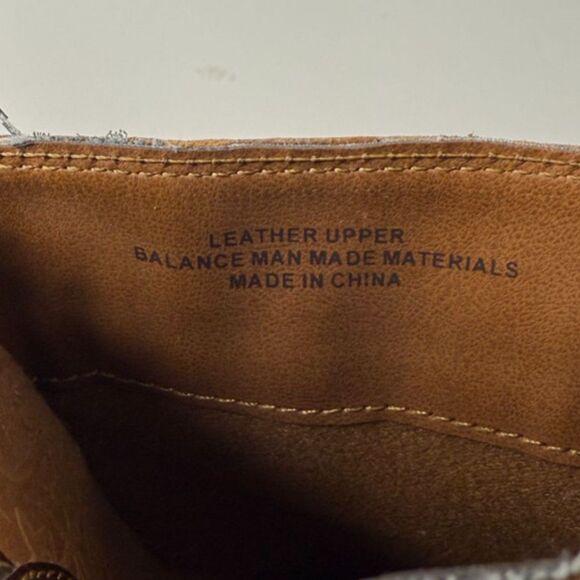 LEATHER UPPER
BALANCE MAN MADE MATERIALS
MADE IN CHINA